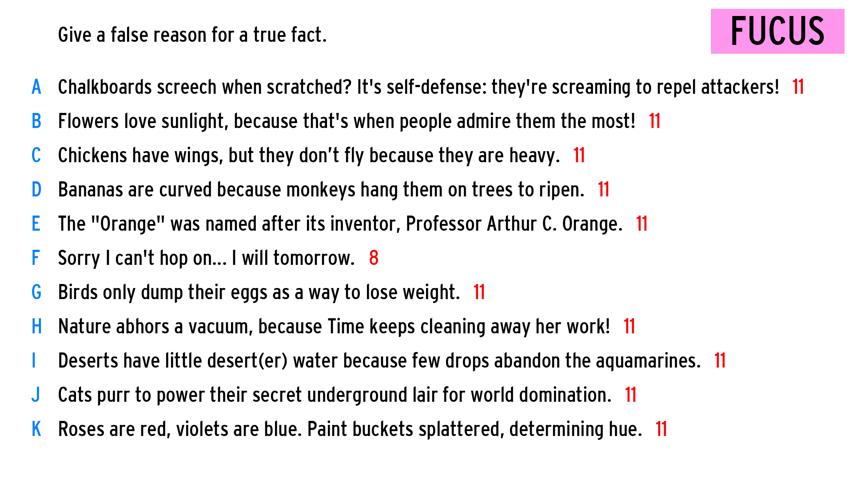 Give a false reason for a true fact.
FUCUS
A Chalkboards screech when scratched? It's self-defense: they're screaming to repel attackers! 11
B Flowers love sunlight, because that's when people admire them the most! 11
C Chickens have wings, but they don’t fly because they are heavy. 11
D Bananas are curved because monkeys hang them on trees to ripen. 11
E The "Orange" was named after its inventor, Professor Arthur C. Orange. 11
F Sorry I can't hop on... I will tomorrow. 8
G Birds only dump their eggs as a way to lose weight. 11
H Nature abhors a vacuum, because Time keeps cleaning away her work! 11
I Deserts have little desert(er) water because few drops abandon the aquamarines. 11
J Cats purr to power their secret underground lair for world domination. 11
K Roses are red, violets are blue. Paint buckets splattered, determining hue. 11